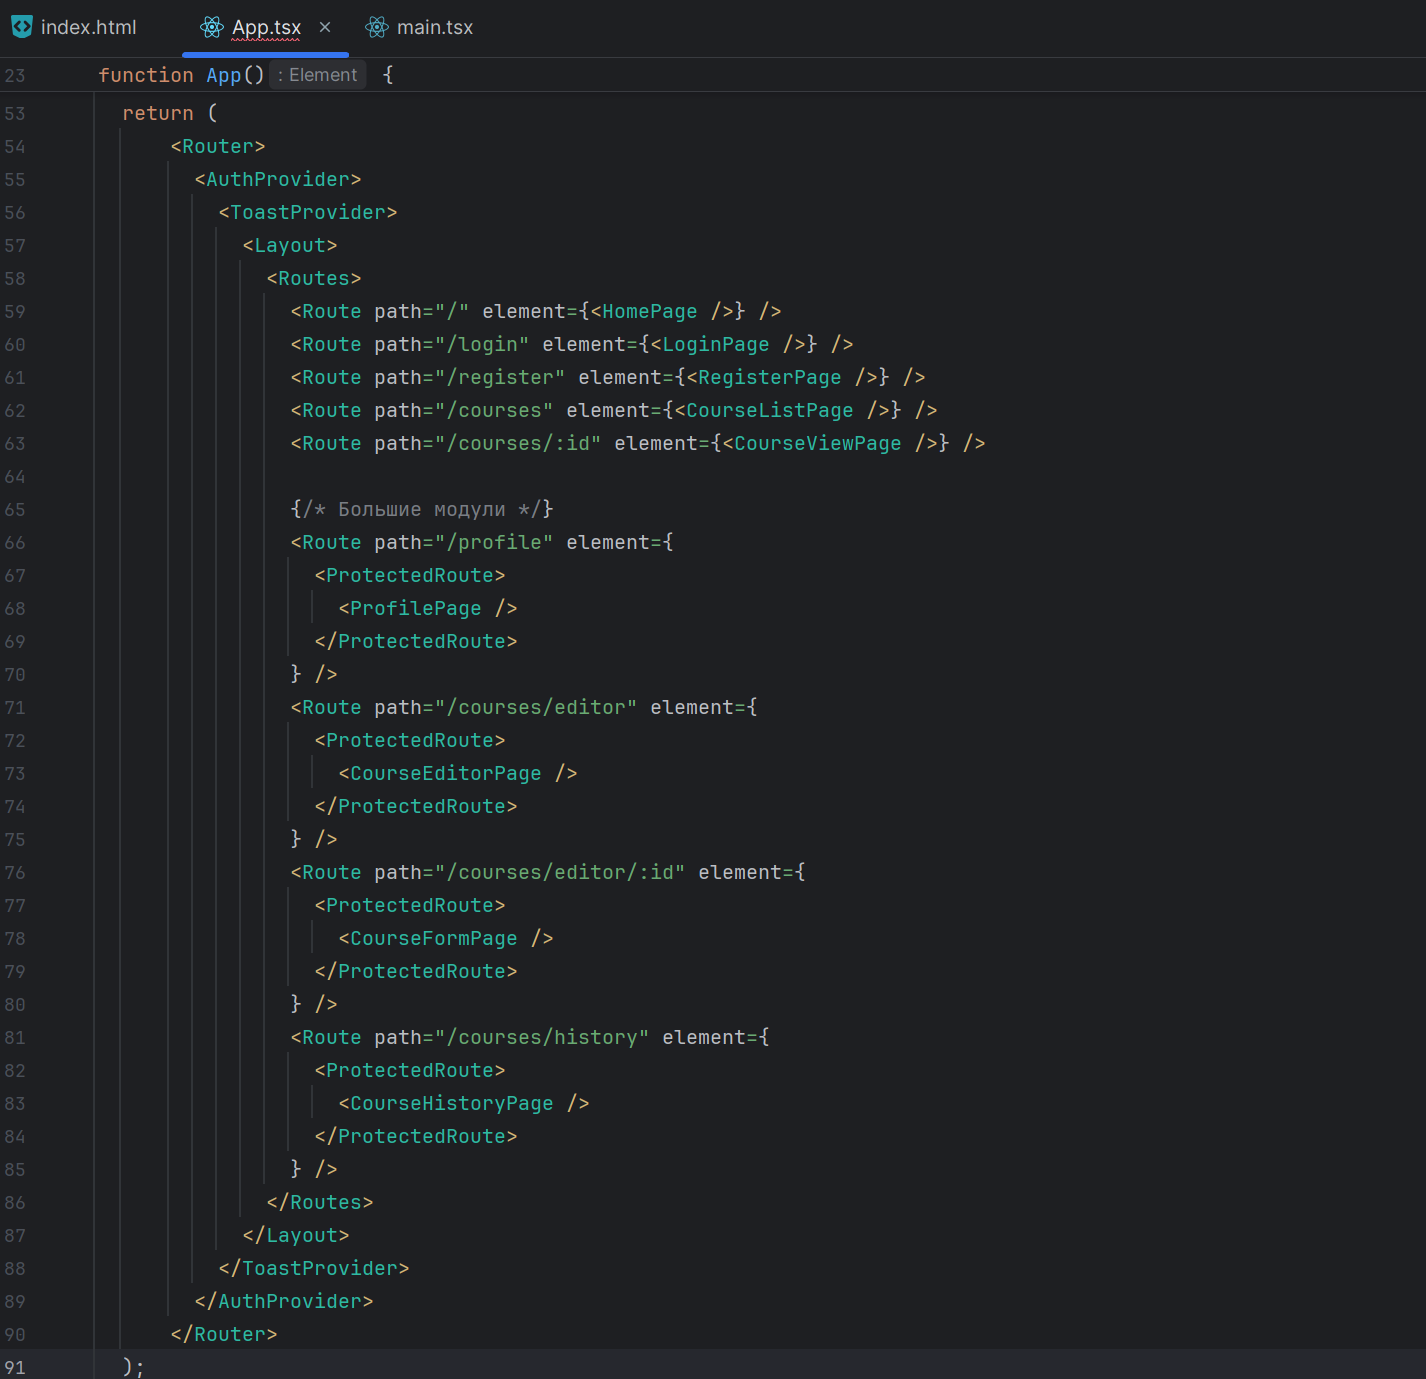 index.html App.tsx × main.tsx
23 function App() : Element {
53 return (
54 <Router>
55 <AuthProvider>
56 <ToastProvider>
57 <Layout>
58 <Routes>
59 <Route path="/" element={<HomePage />} />
60 <Route path="/login" element={<LoginPage />} />
61 <Route path="/register" element={<RegisterPage />} />
62 <Route path="/courses" element={<CourseListPage />} />
63 <Route path="/courses/:id" element={<CourseViewPage />} />
64
65 {/* Большие модули */}
66 <Route path="/profile" element={
67 <ProtectedRoute>
68 <ProfilePage />
69 </ProtectedRoute>
70 } />
71 <Route path="/courses/editor" element={
72 <ProtectedRoute>
73 <CourseEditorPage />
74 </ProtectedRoute>
75 } />
76 <Route path="/courses/editor/:id" element={
77 <ProtectedRoute>
78 <CourseFormPage />
79 </ProtectedRoute>
80 } />
81 <Route path="/courses/history" element={
82 <ProtectedRoute>
83 <CourseHistoryPage />
84 </ProtectedRoute>
85 } />
86 </Routes>
87 </Layout>
88 </ToastProvider>
89 </AuthProvider>
90 </Router>
91 );